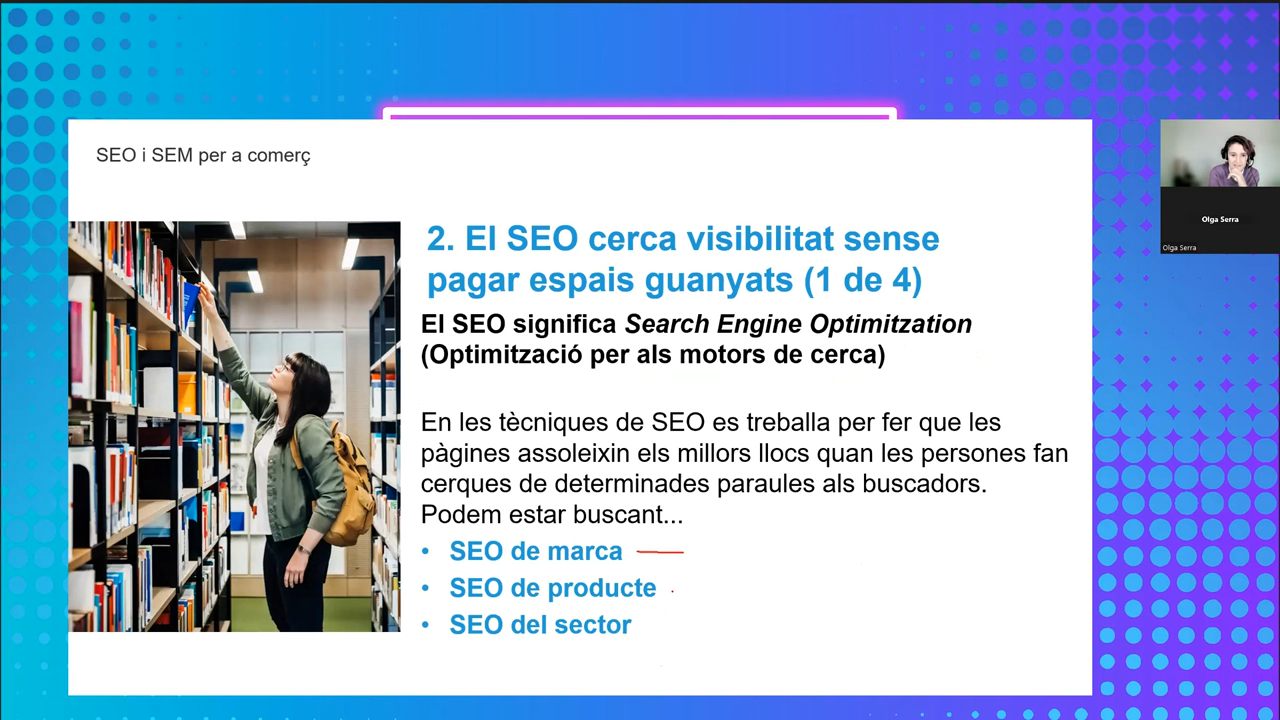 SEO i SEM per a comerç
2. El SEO cerca visibilitat sense
pagar espais guanyats (1 de 4)
El SEO significa Search Engine Optimitzation
(Optimització per als motors de cerca)
En les tècniques de SEO es treballa per fer que les
pàgines assoleixin els millors llocs quan les persones fan
cerques de determinades paraules als buscadors.
Podem estar buscant...
• SEO de marca
• SEO de producte
• SEO del sector
Olga Serra
Olga Serra